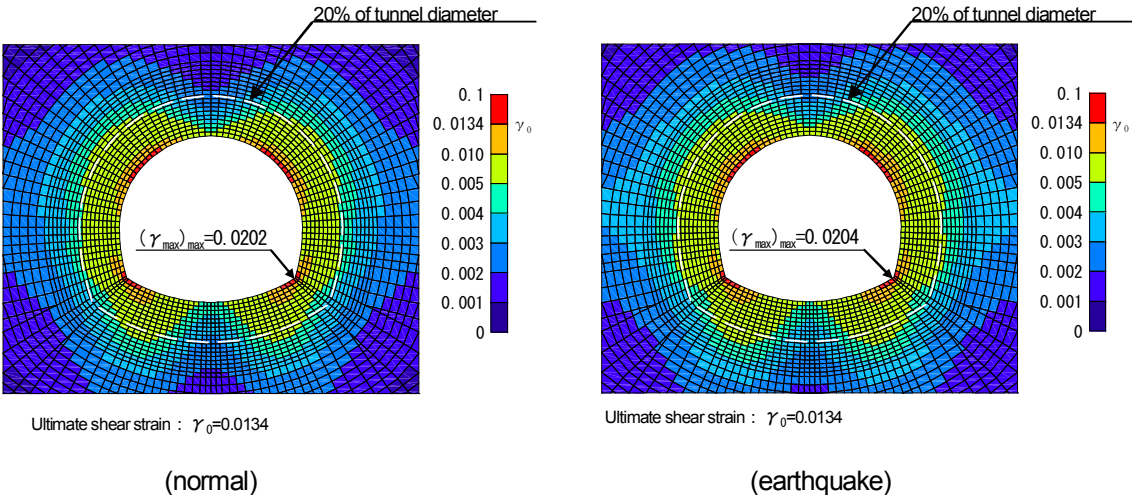 20% of tunnel diameter
0.1
0.0134
γ₀
0.010
0.005
0.004
0.003
0.002
0.001
0
(γmax)max=0.0202
Ultimate shear strain : γ₀=0.0134
(normal)
20% of tunnel diameter
0.1
0.0134
γ₀
0.010
0.005
0.004
0.003
0.002
0.001
0
(γmax)max=0.0204
Ultimate shear strain : γ₀=0.0134
(earthquake)